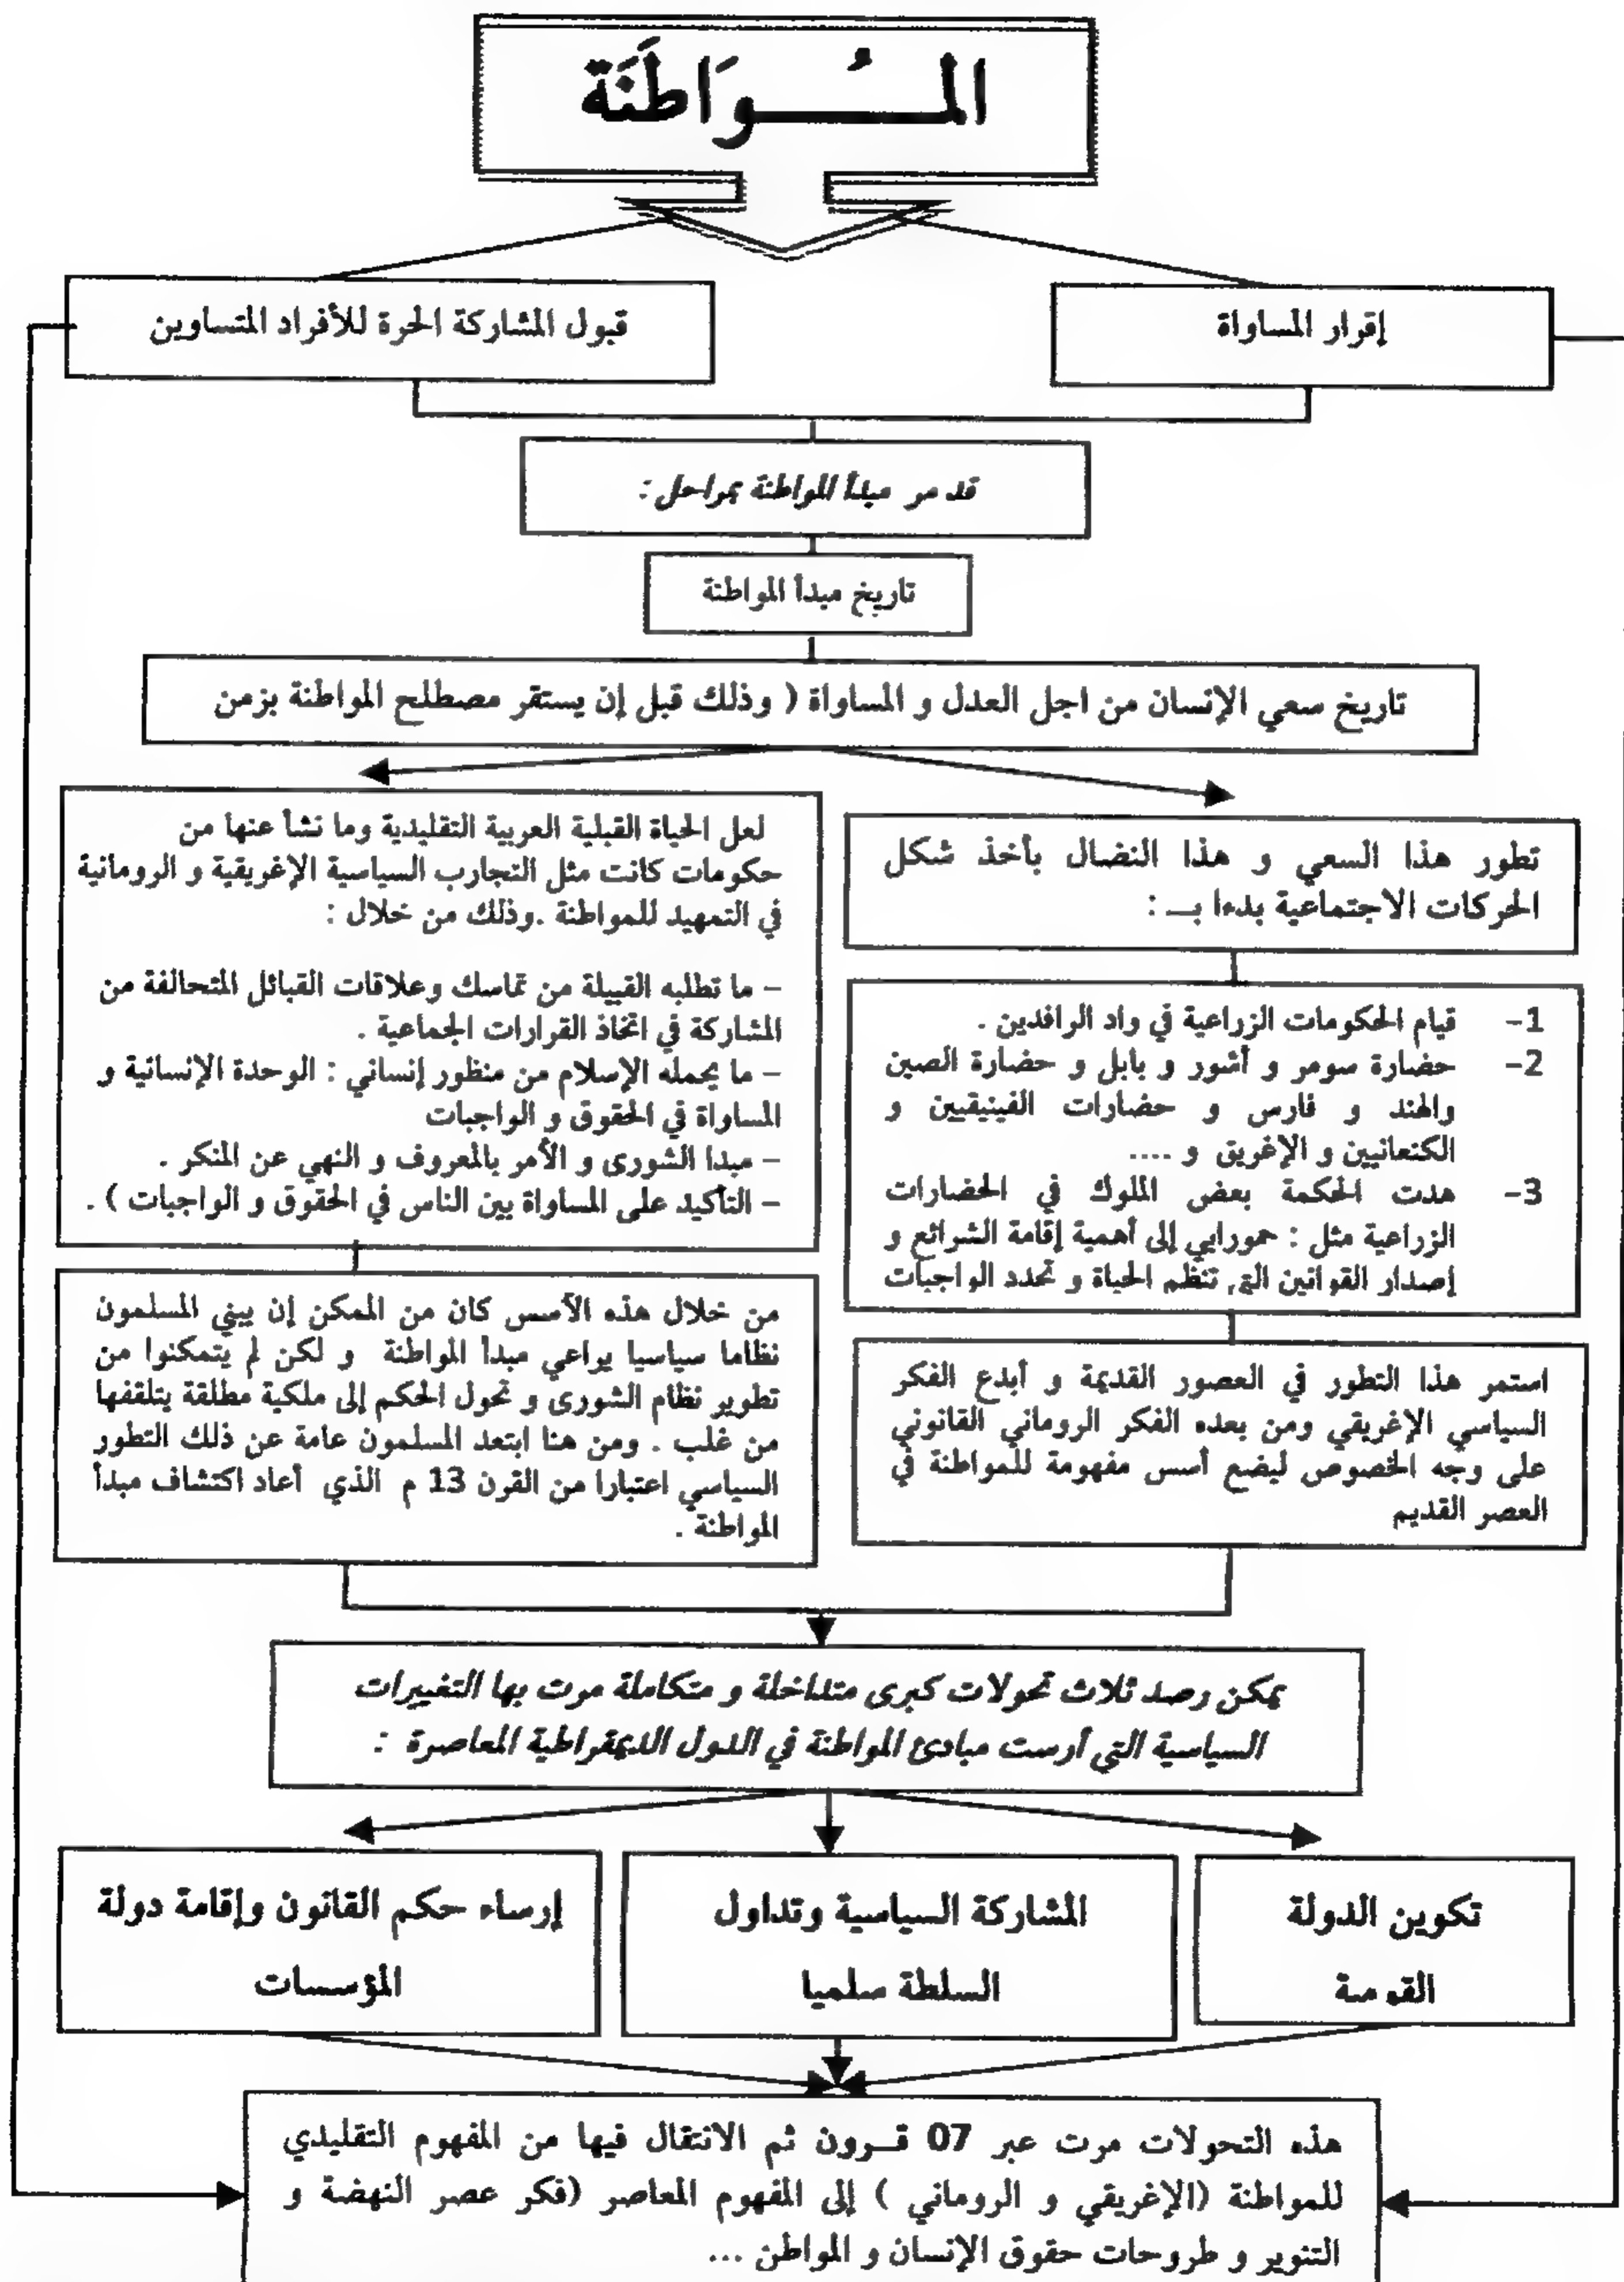 المُـــواطَنَة
إقرار المساواة
قبول المشاركة الحرة للأفراد المتساوين
قد مر مبدأ المواطنة بمراحل :
تاريخ مبدأ المواطنة
تاريخ سعي الإنسان من اجل العدل و المساواة ( وذلك قبل إن يستقر مصطلح المواطنة بزمن
تطور هذا السعي و هذا النضال بأخذ شكل
الحركات الاجتماعية بدءا بـ :
1- قيام الحكومات الزراعية في واد الرافدين .
2- حضارة سومر و أشور و بابل و حضارة الصين
والهند و فارس و حضارات الفينيقيين و
الكنعانيين و الإغريق و ....
3- هدت الحكمة بعض الملوك في الحضارات
الزراعية مثل : حمورابي إلى أهمية إقامة الشرائع و
إصدار القوانين التي تنظم الحياة و تحدد الواجبات
استمر هذا التطور في العصور القديمة و أبدع الفكر
السياسي الإغريقي ومن بعده الفكر الروماني القانوني
على وجه الخصوص ليضع أسس مفهومة للمواطنة في
العصر القديم
لعل الحياة القبلية العربية التقليدية وما نشأ عنها من
حكومات كانت مثل التجارب السياسية الإغريقية و الرومانية
في التمهيد للمواطنة .وذلك من خلال :
– ما تطلبه القبيلة من تماسك وعلاقات القبائل المتحالفة من
المشاركة في اتخاذ القرارات الجماعية .
– ما يحمله الإسلام من منظور إنساني : الوحدة الإنسانية و
المساواة في الحقوق و الواجبات
– مبدا الشورى و الأمر بالمعروف و النهي عن المنكر .
– التأكيد على المساواة بين الناس في الحقوق و الواجبات ) .
من خلال هذه الأسس كان من الممكن إن يبني المسلمون
نظاما سياسيا يراعي مبدأ المواطنة و لكن لم يتمكنوا من
تطوير نظام الشورى و تحول الحكم إلى ملكية مطلقة يتلقفها
من غلب . ومن هنا ابتعد المسلمون عامة عن ذلك التطور
السياسي اعتبارا من القرن 13 م الذي أعاد اكتشاف مبدأ
المواطنة .
يمكن رصد ثلاث تحولات كبرى متداخلة و متكاملة مرت بها التغييرات
السياسية التي أرست مبادئ المواطنة في الدول الديمقراطية المعاصرة :
تكوين الدولة
المشاركة السياسية وتداول
السلطة سلميا
إرساء حكم القانون وإقامة دولة
المؤسسات
هذه التحولات مرت عبر 07 قــرون ثم الانتقال فيها من المفهوم التقليدي
للمواطنة (الإغريقي و الروماني ) إلى المفهوم المعاصر (فكر عصر النهضة و
التنوير و طروحات حقوق الإنسان و المواطن ...